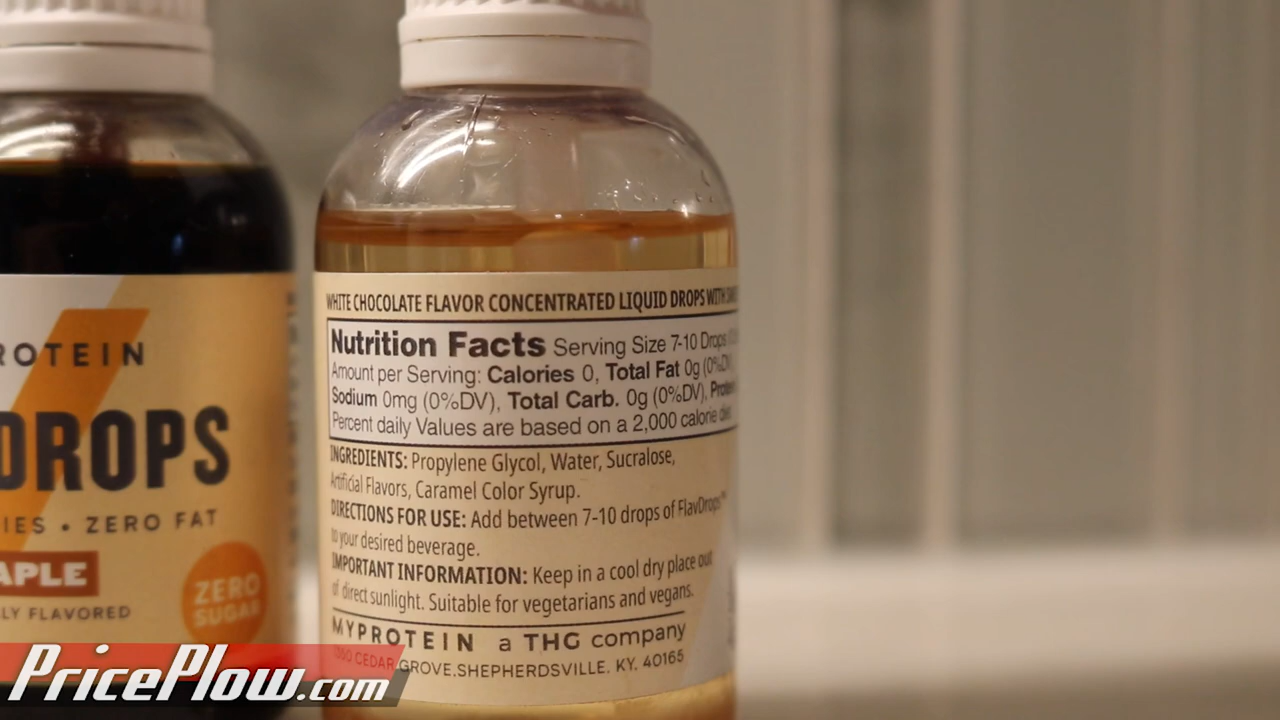 ROTEIN
DROPS
IES • ZERO FAT
APLE
LY FLAVORED
ZERO
SUGAR
WHITE CHOCOLATE FLAVOR CONCENTRATED LIQUID DROPS WITH
Nutrition Facts Serving Size 7-10 Drops
Amount per Serving: Calories 0, Total Fat 0g (0%DV)
Sodium 0mg (0%DV), Total Carb. 0g (0%DV), Protein
Percent daily Values are based on a 2,000 calorie diet
INGREDIENTS: Propylene Glycol, Water, Sucralose,
Artificial Flavors, Caramel Color Syrup.
DIRECTIONS FOR USE: Add between 7-10 drops of FlavDrops™
to your desired beverage.
IMPORTANT INFORMATION: Keep in a cool dry place out
of direct sunlight. Suitable for vegetarians and vegans.
MYPROTEIN a THG company
CEDAR GROVE.SHEPHERDSVILLE. KY. 40165
PricePlow.com